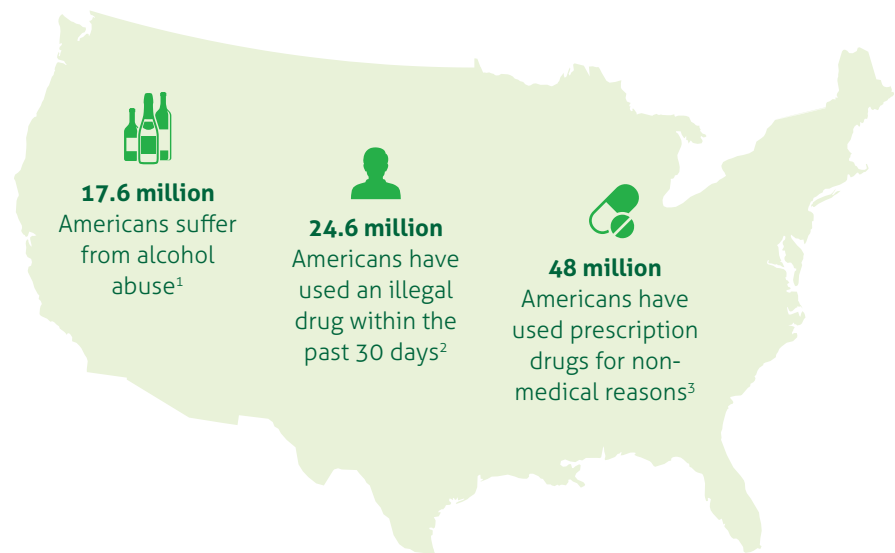 17.6 million
Americans suffer
from alcohol
abuse¹
24.6 million
Americans have
used an illegal
drug within the
past 30 days²
48 million
Americans have
used prescription
drugs for non-
medical reasons³